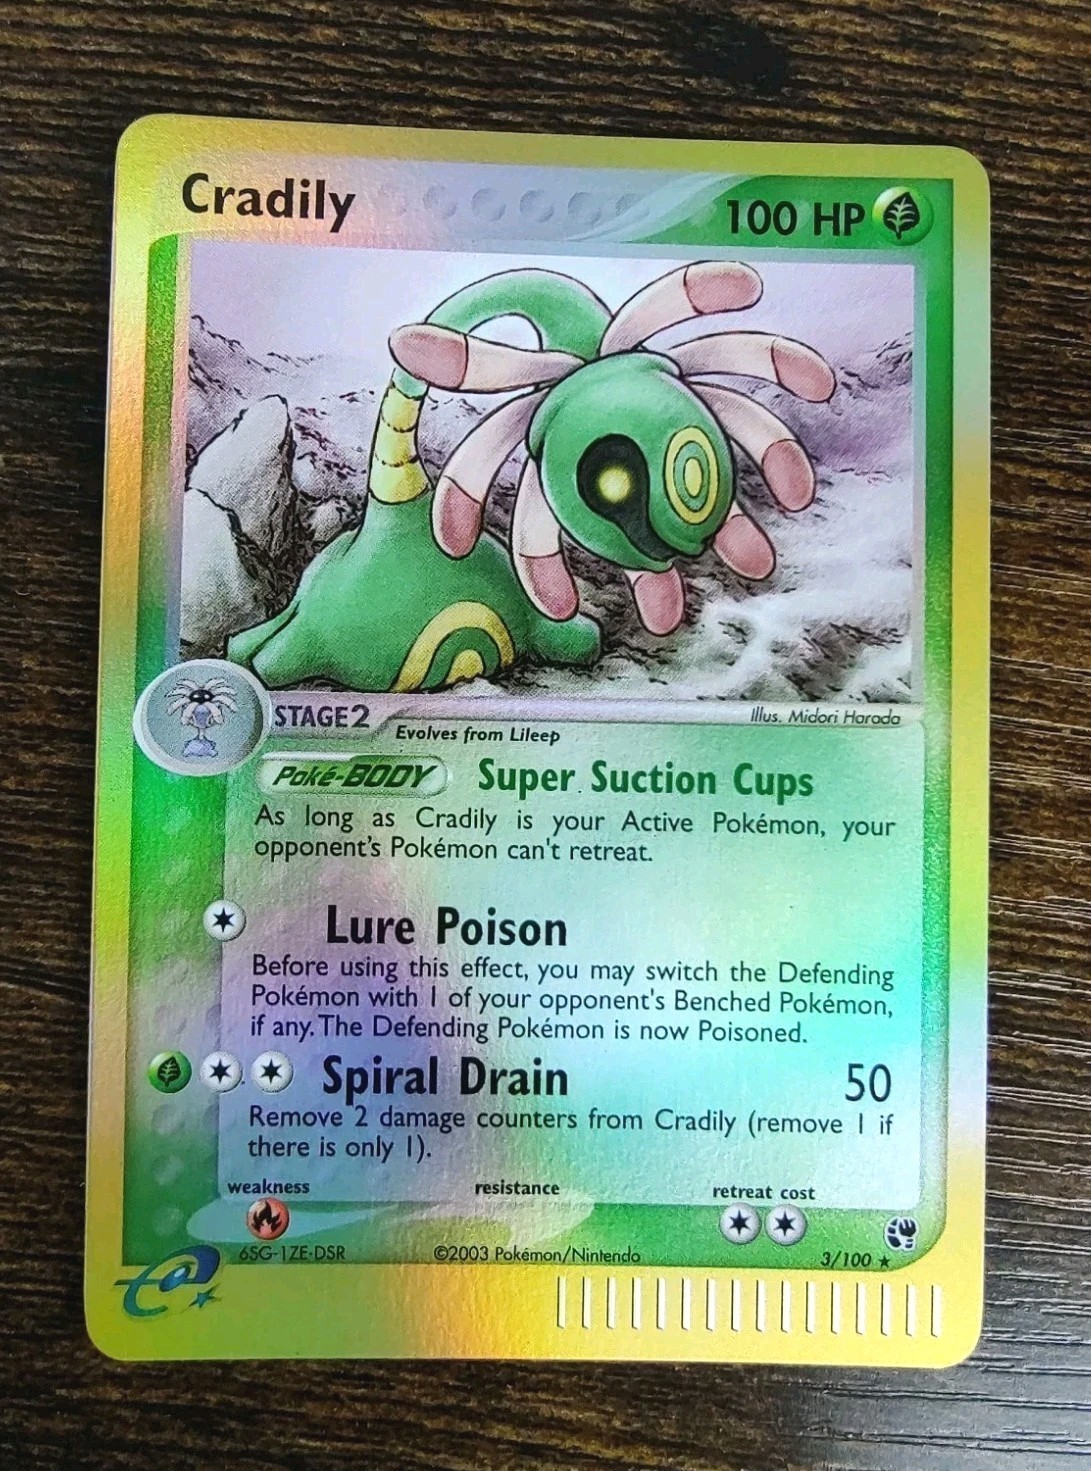 Cradily
100 HP
STAGE2
Evolves from Lileep
Illus. Midori Harada
Poké-BODY Super Suction Cups
As long as Cradily is your Active Pokémon, your
opponent's Pokémon can't retreat.
Lure Poison
Before using this effect, you may switch the Defending
Pokémon with 1 of your opponent's Benched Pokémon,
if any. The Defending Pokémon is now Poisoned.
Spiral Drain 50
Remove 2 damage counters from Cradily (remove 1 if
there is only 1).
weakness resistance retreat cost
6SG-1ZE-DSR ©2003 Pokémon/Nintendo 3/100 ★
e